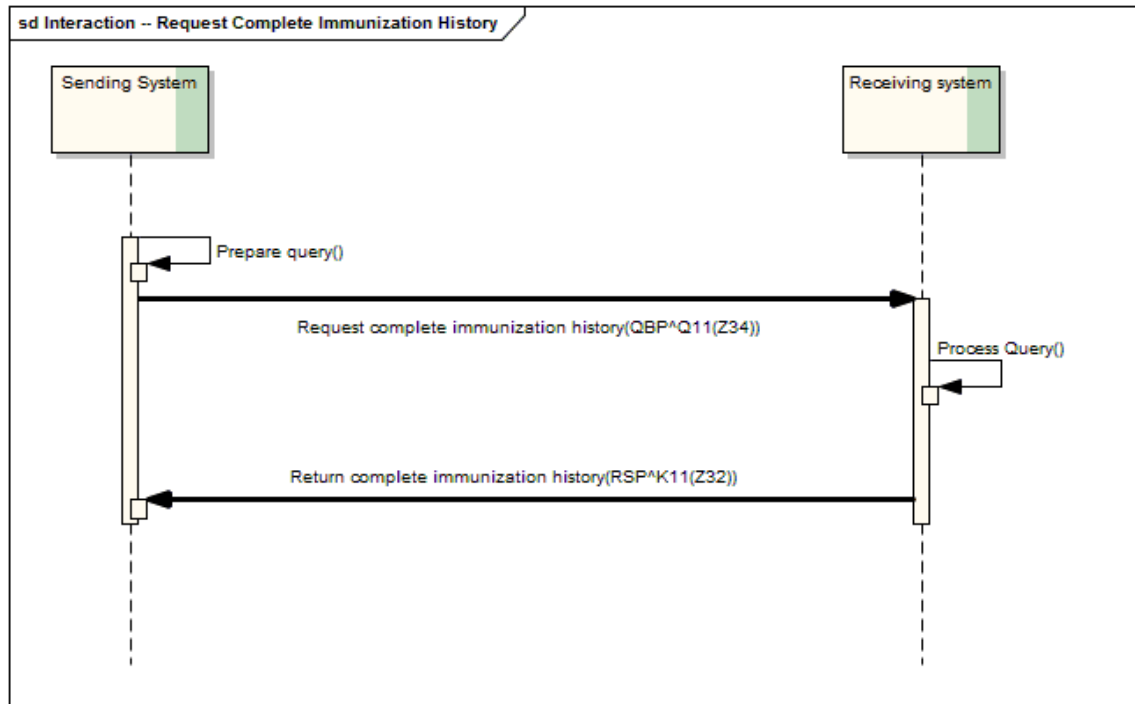 sd Interaction -- Request Complete Immunization History
Sending System
Receiving system
Prepare query()
Request complete immunization history(QBP^Q11(Z34))
Process Query()
Return complete immunization history(RSP^K11(Z32))